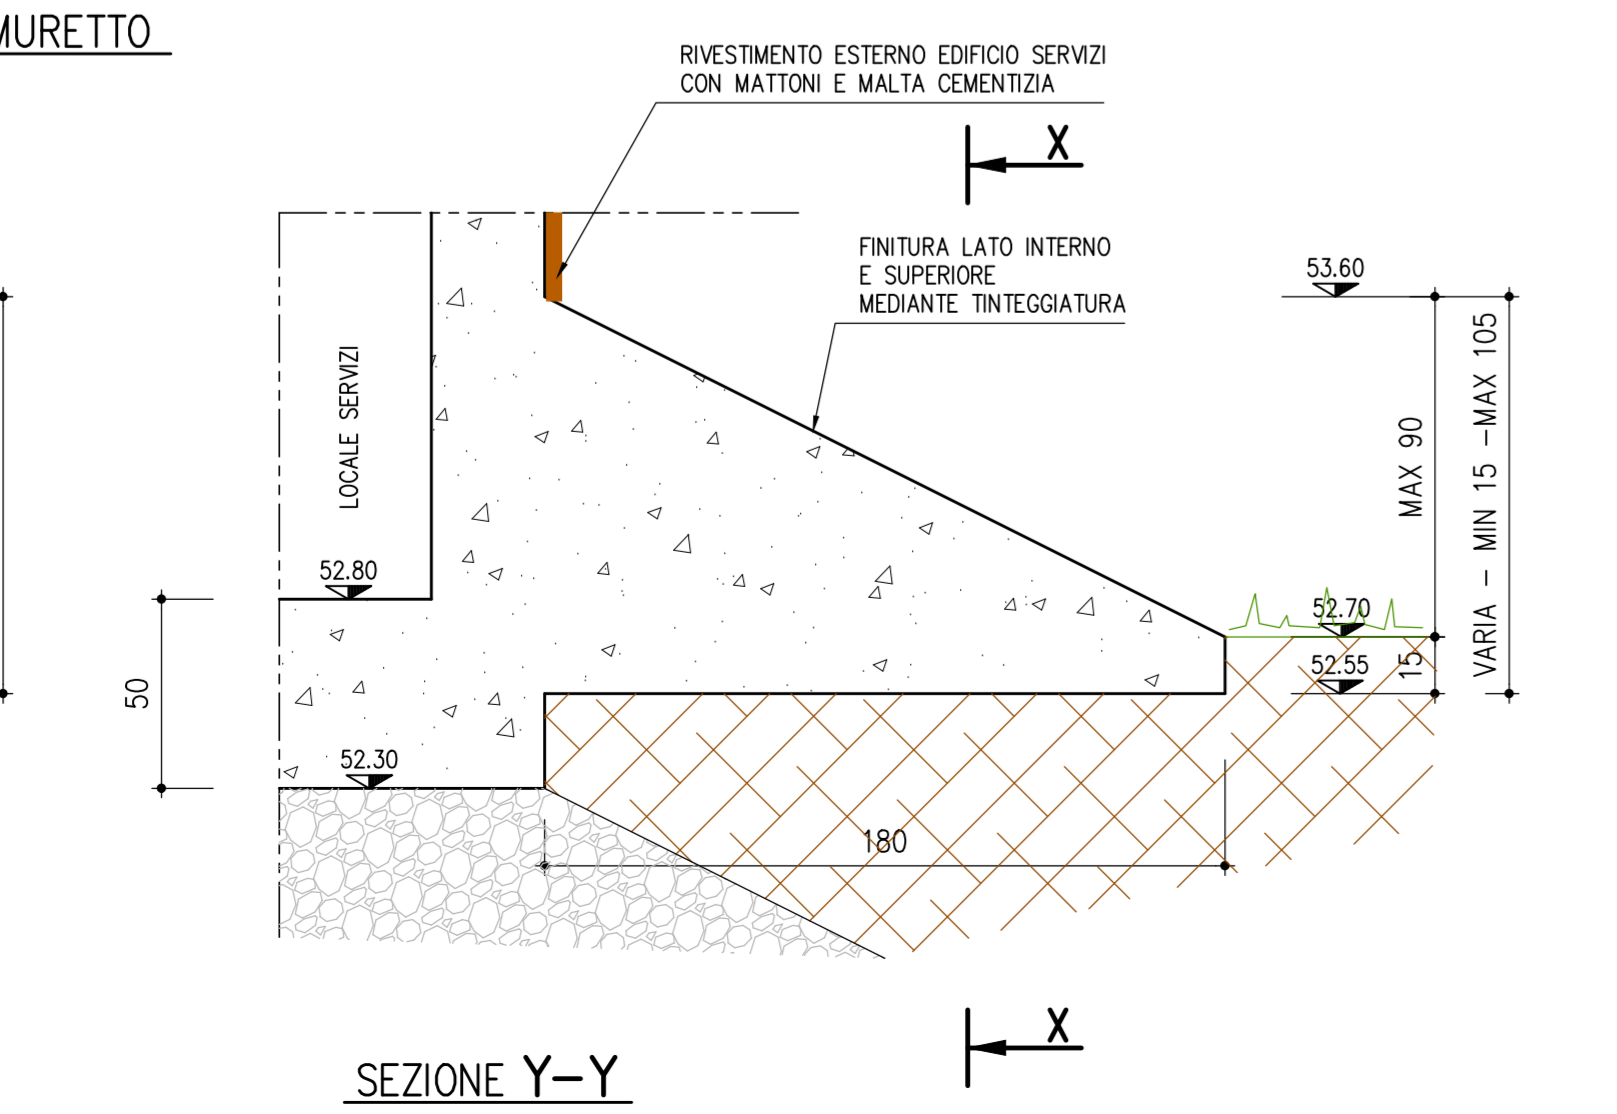 MURETTO
RIVESTIMENTO ESTERNO EDIFICIO SERVIZI
CON MATTONI E MALTA CEMENTIZIA
X
FINITURA LATO INTERNO
E SUPERIORE
MEDIANTE TINTEGGIATURA
53.60
LOCALE SERVIZI
MAX 90
VARIA - MIN 15 -MAX 105
52.80
52.70
52.55
15
50
52.30
180
X
SEZIONE Y-Y